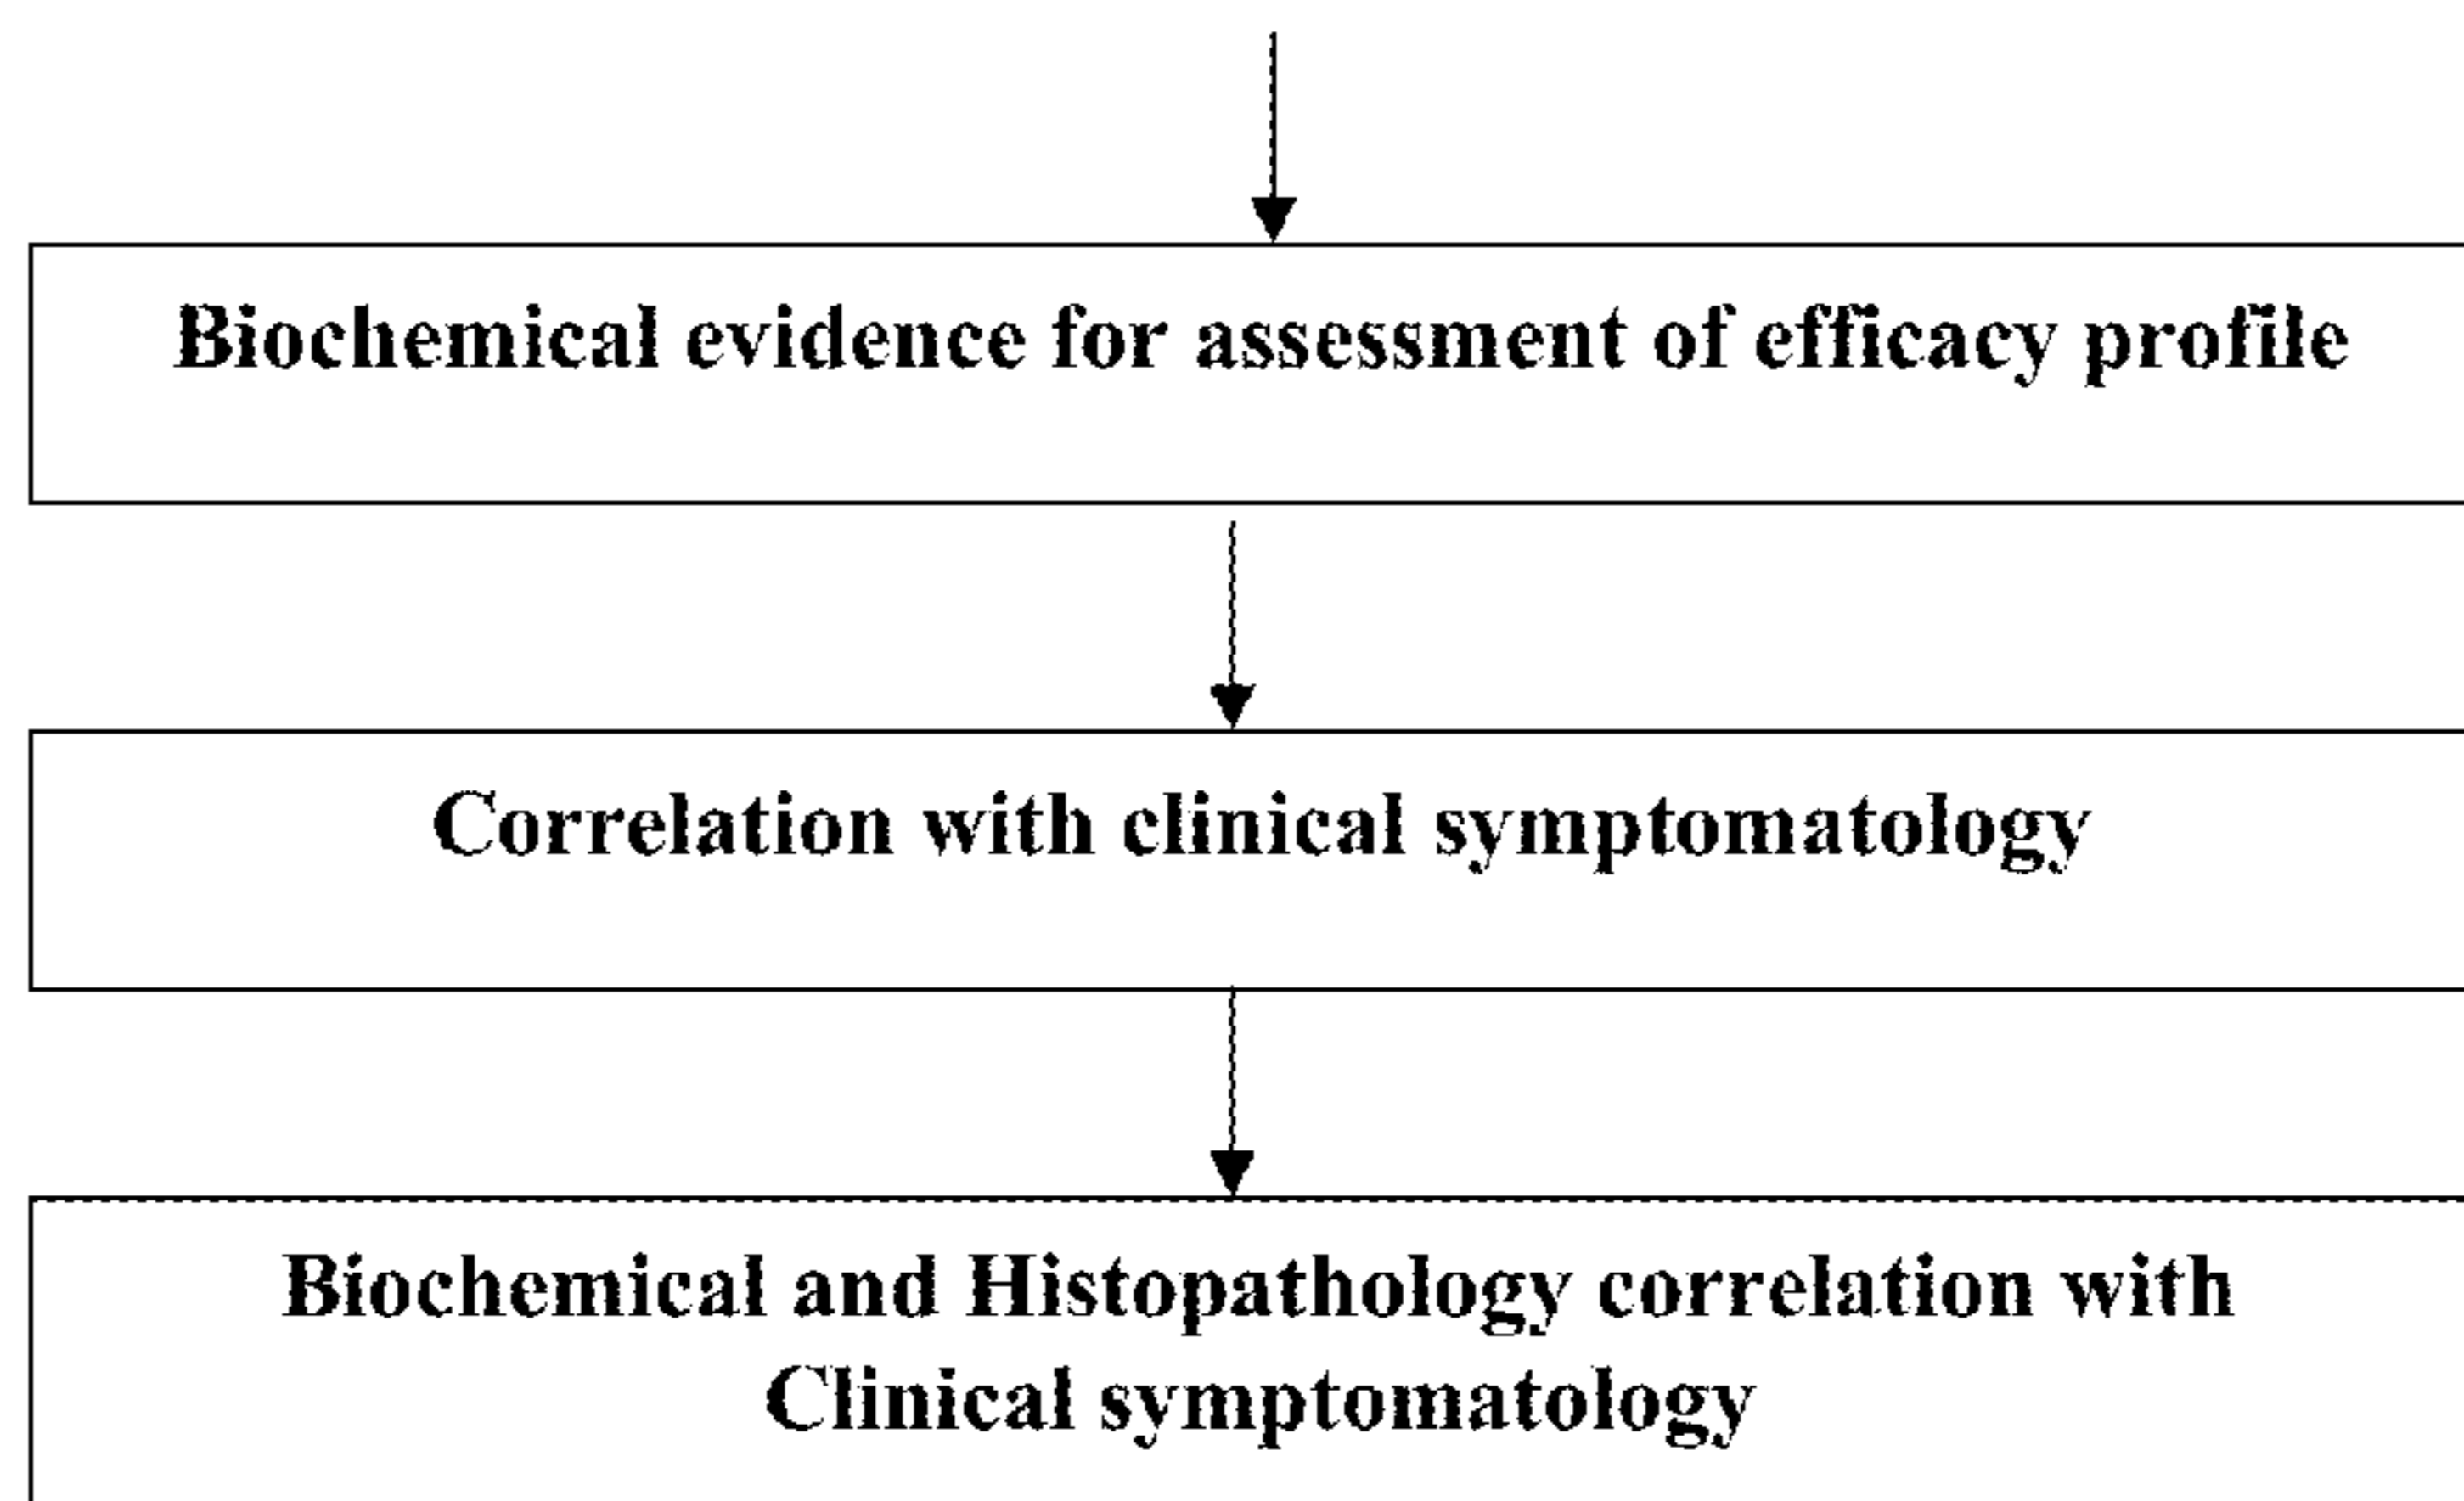 Biochemical evidence for assessment of efficacy profile
Correlation with clinical symptomatology
Biochemical and Histopathology correlation with
Clinical symptomatology